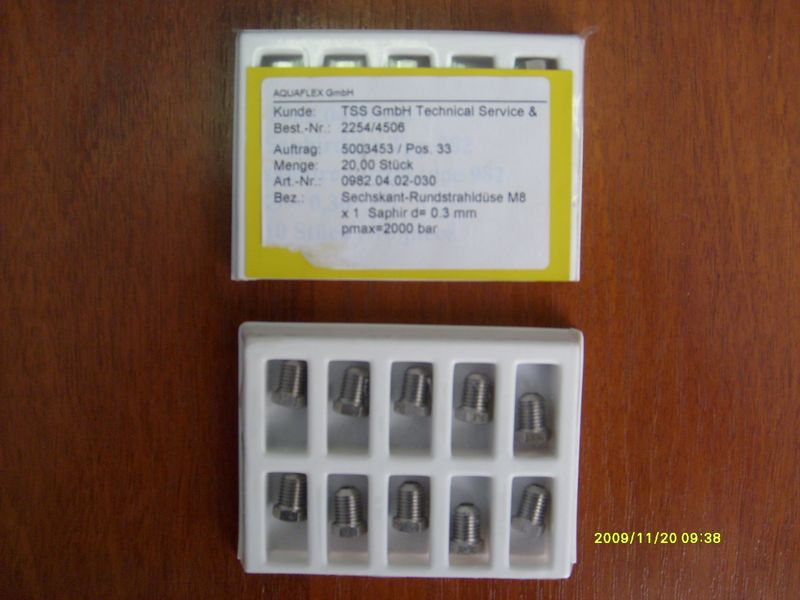 AQUAFLEX GmbH
Kunde: TSS GmbH Technical Service &
Best.-Nr.: 2254/4506
Auftrag: 5003453 / Pos. 33
Menge: 20,00 Stück
Art.-Nr.: 0982.04.02-030
Bez.: Sechskant-Rundstrahldüse M8
x 1 Saphir d= 0.3 mm
pmax=2000 bar
2009/11/20 09:38